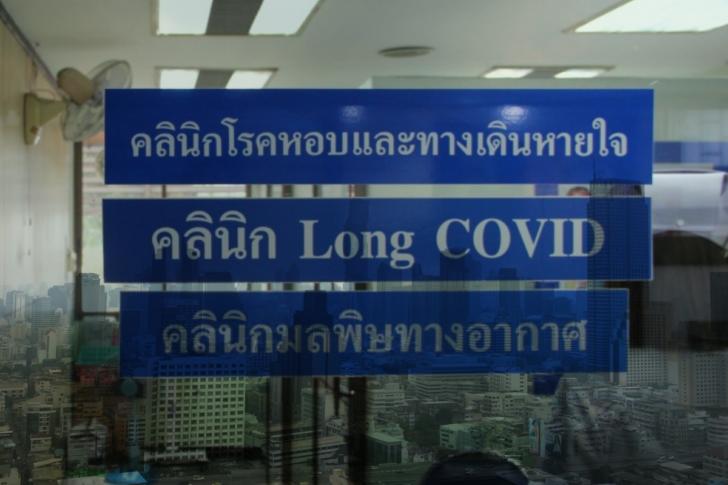 คลินิกโรคหอบและทางเดินหายใจ
คลินิก Long COVID
คลินิกมลพิษทางอากาศ